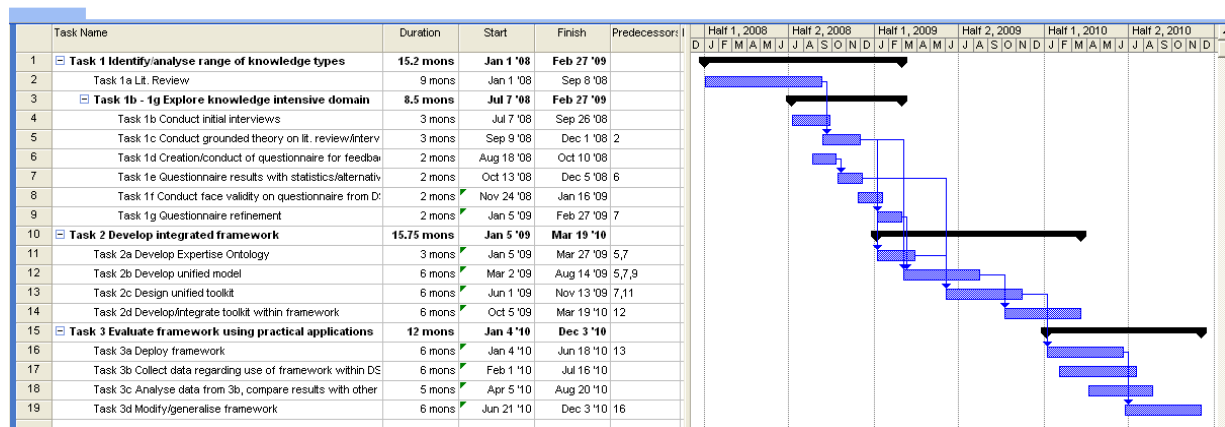 Task Name Duration Start Finish Predecessors Half 1, 2008 Half 2, 2008 Half 1, 2009 Half 2, 2009 Half 1, 2010 Half 2, 2010
D J F M A M J J A S O N D J F M A M J J A S O N D J F M A M J J A S O N D
1 Task 1 Identify/analyse range of knowledge types 15.2 mons Jan 1 '08 Feb 27 '09
2 Task 1a Lit. Review 9 mons Jan 1 '08 Sep 8 '08
3 Task 1b - 1g Explore knowledge intensive domain 8.5 mons Jul 7 '08 Feb 27 '09
4 Task 1b Conduct initial interviews 3 mons Jul 7 '08 Sep 26 '08
5 Task 1c Conduct grounded theory on lit. review/interv 3 mons Sep 9 '08 Dec 1 '08 2
6 Task 1d Creation/conduct of questionnaire for feedba 2 mons Aug 18 '08 Oct 10 '08
7 Task 1e Questionnaire results with statistics/alternativ 2 mons Oct 13 '08 Dec 5 '08 6
8 Task 1f Conduct face validity on questionnaire from D 2 mons Nov 24 '08 Jan 16 '09
9 Task 1g Questionnaire refinement 2 mons Jan 5 '09 Feb 27 '09 7
10 Task 2 Develop integrated framework 15.75 mons Jan 5 '09 Mar 19 '10
11 Task 2a Develop Expertise Ontology 3 mons Jan 5 '09 Mar 27 '09 5,7
12 Task 2b Develop unified model 6 mons Mar 2 '09 Aug 14 '09 5,7,9
13 Task 2c Design unified toolkit 6 mons Jun 1 '09 Nov 13 '09 7,11
14 Task 2d Develop/integrate toolkit within framework 6 mons Oct 5 '09 Mar 19 '10 12
15 Task 3 Evaluate framework using practical applications 12 mons Jan 4 '10 Dec 3 '10
16 Task 3a Deploy framework 6 mons Jan 4 '10 Jun 18 '10 13
17 Task 3b Collect data regarding use of framework within DS 6 mons Feb 1 '10 Jul 16 '10
18 Task 3c Analyse data from 3b, compare results with other 5 mons Apr 5 '10 Aug 20 '10
19 Task 3d Modify/generalise framework 6 mons Jun 21 '10 Dec 3 '10 16